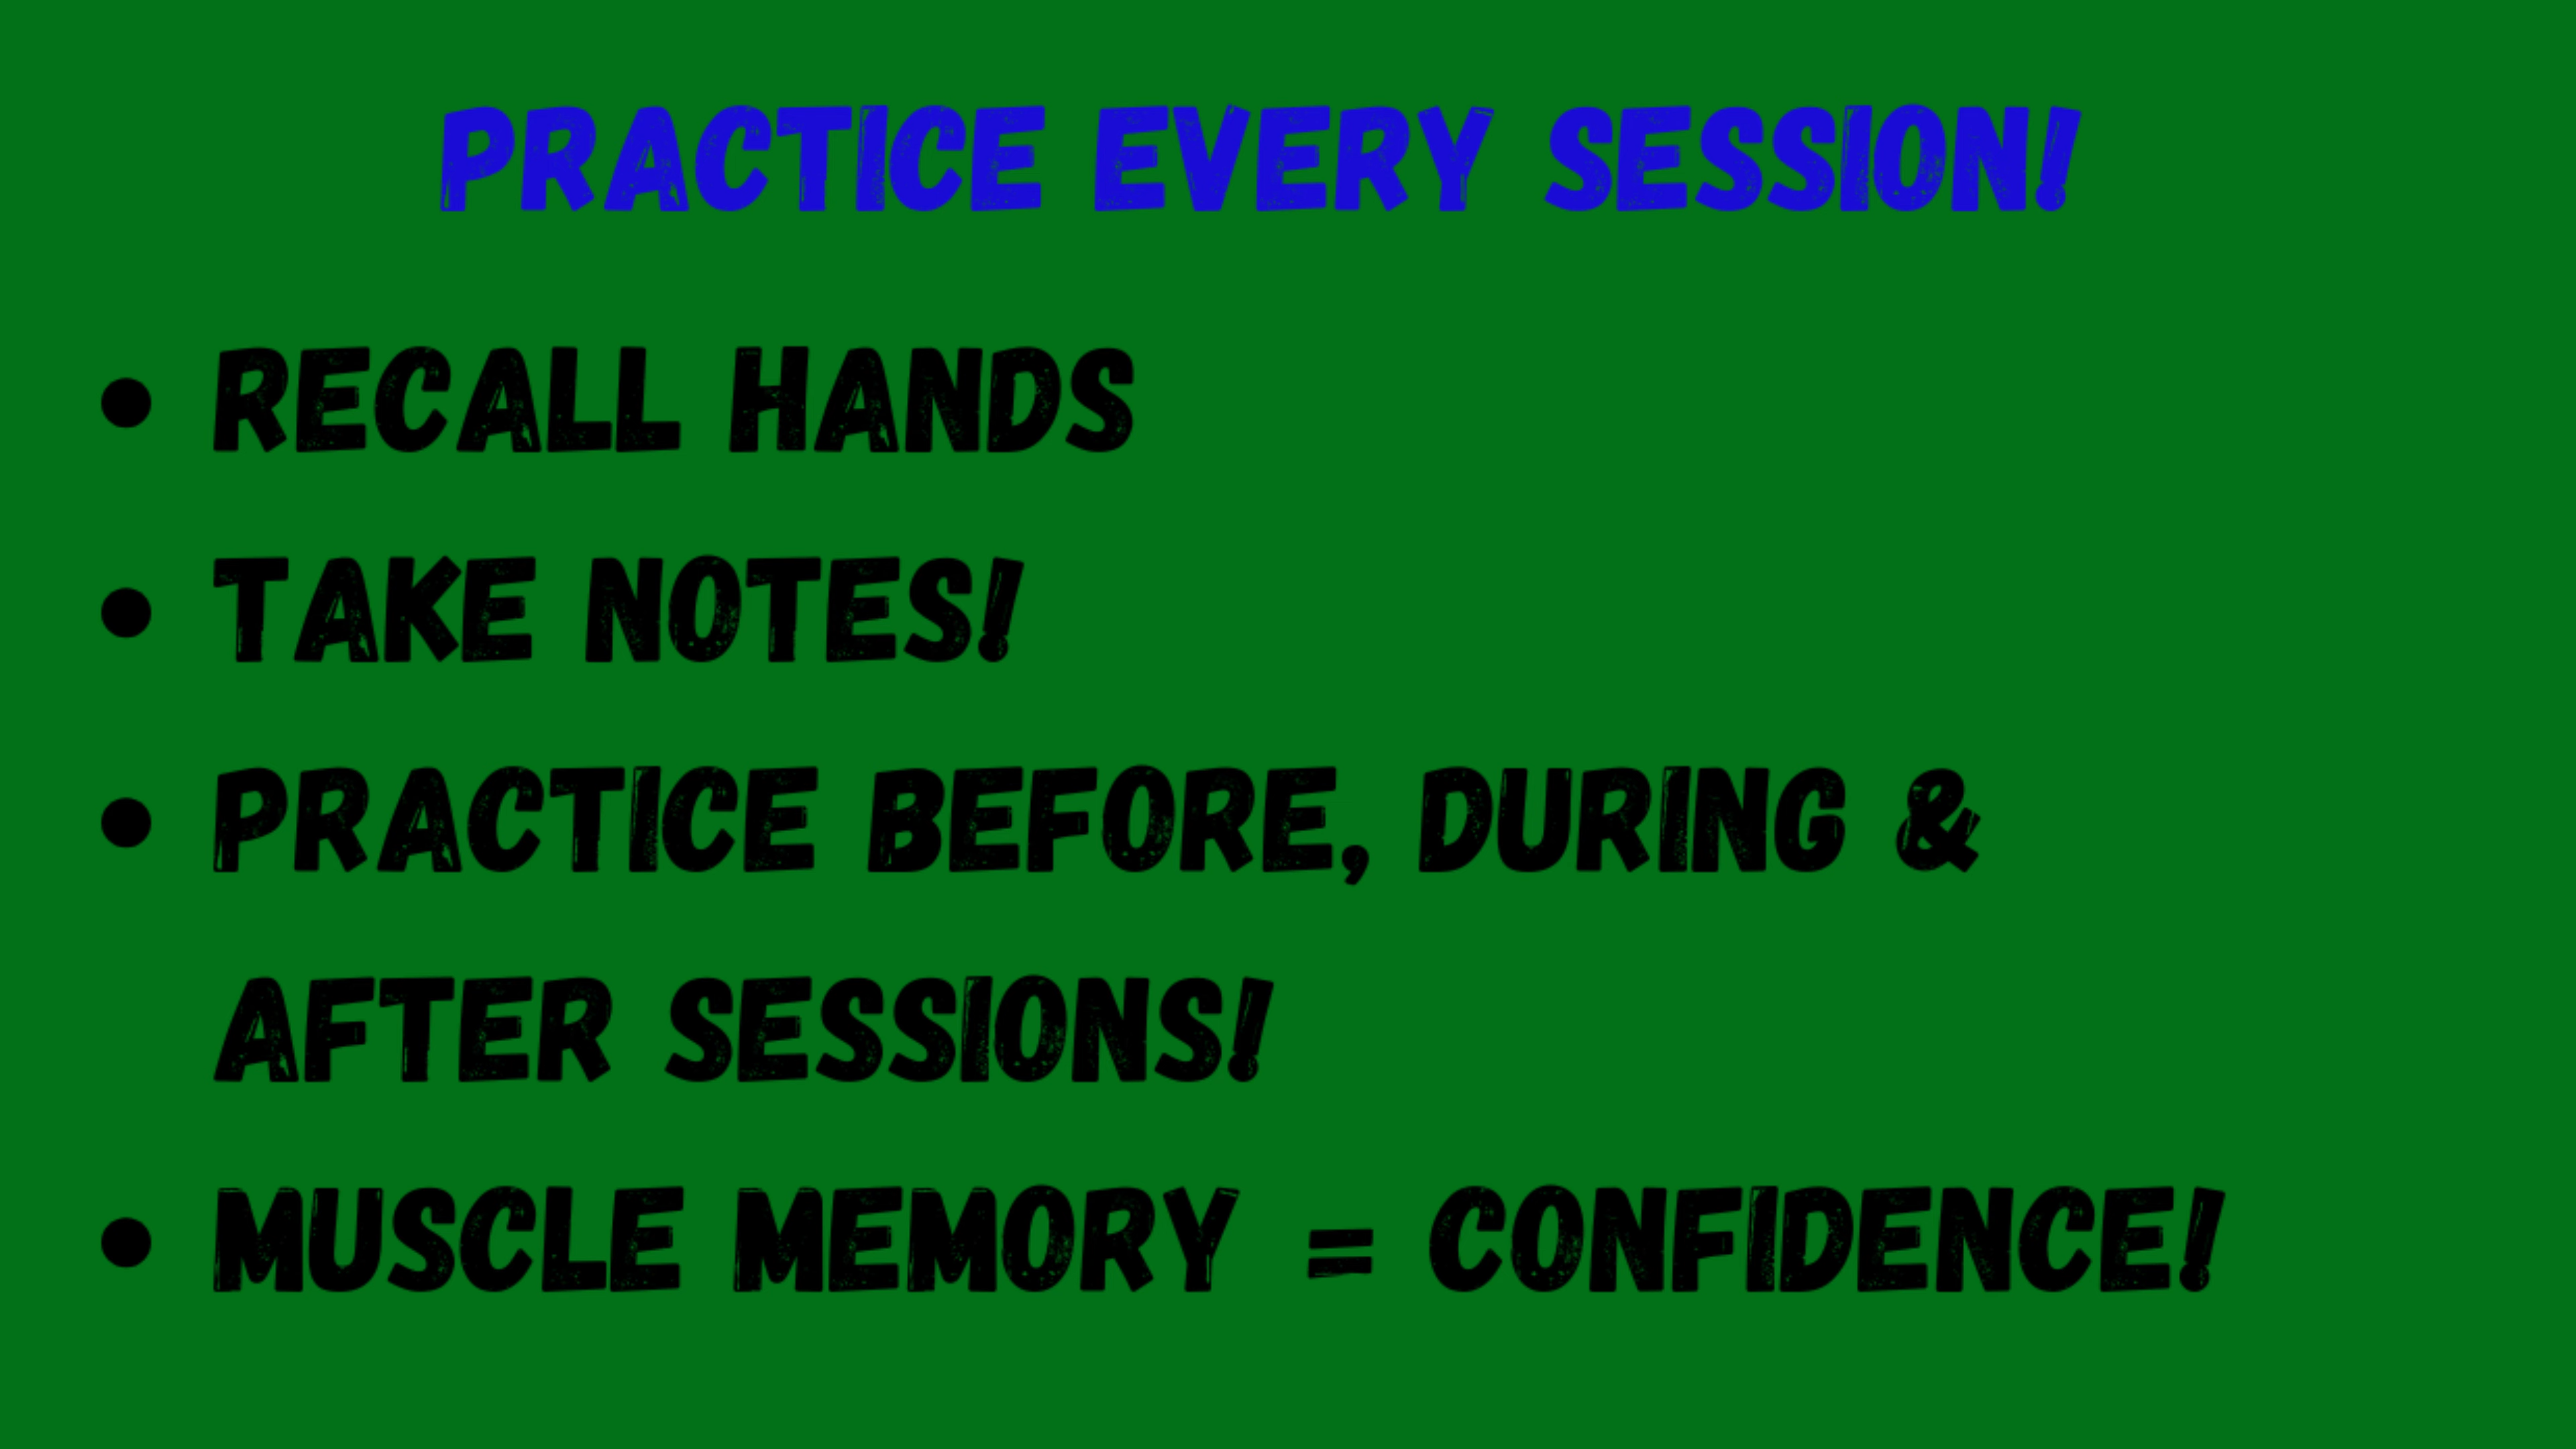 PRACTICE EVERY SESSION!
• RECALL HANDS
• TAKE NOTES!
• PRACTICE BEFORE, DURING &
AFTER SESSIONS!
• MUSCLE MEMORY = CONFIDENCE!